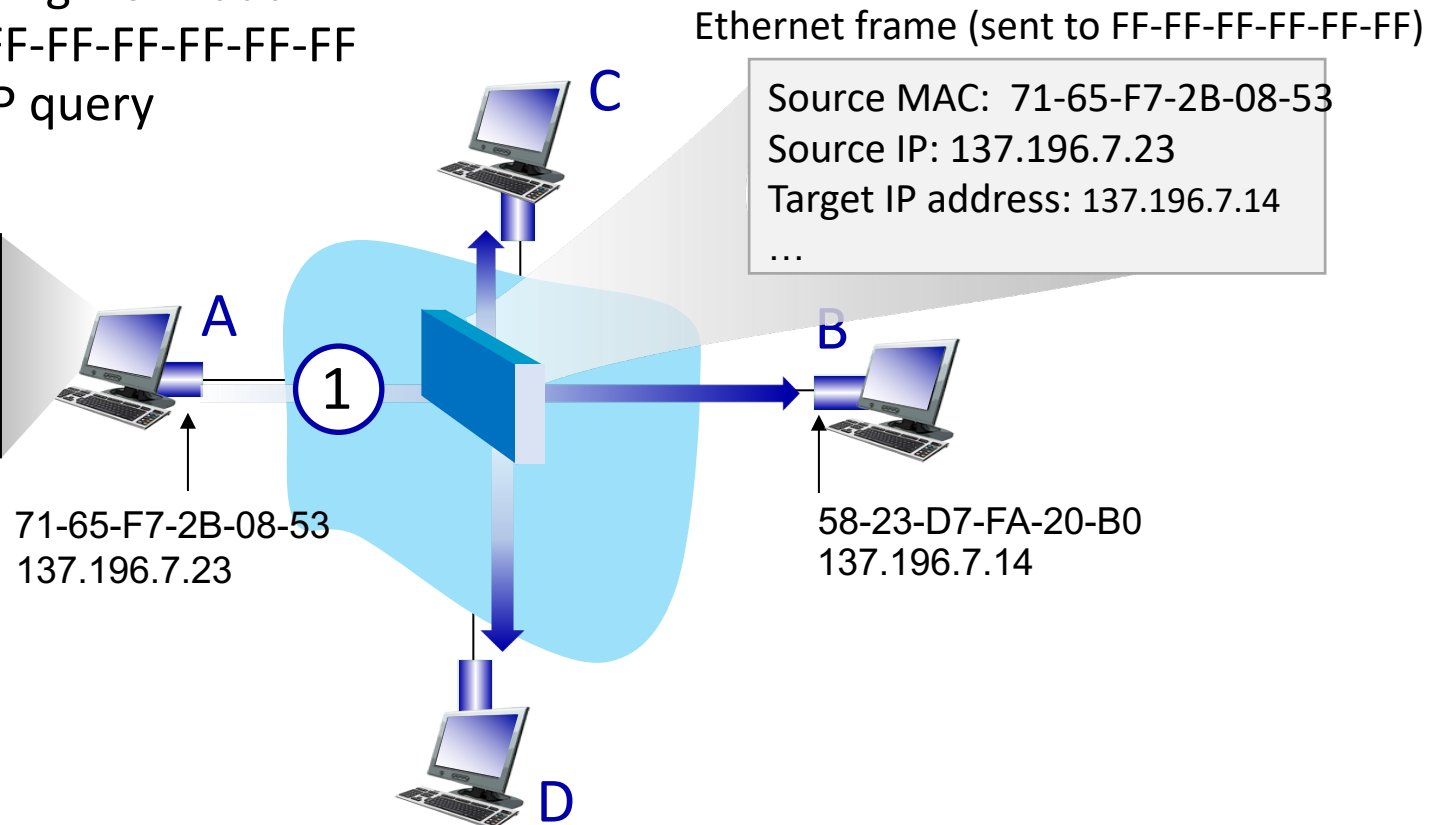 FF-FF-FF-FF-FF-FF
P query
Ethernet frame (sent to FF-FF-FF-FF-FF-FF)
Source MAC: 71-65-F7-2B-08-53
Source IP: 137.196.7.23
Target IP address: 137.196.7.14
…
C
A
B
1
71-65-F7-2B-08-53
137.196.7.23
58-23-D7-FA-20-B0
137.196.7.14
D